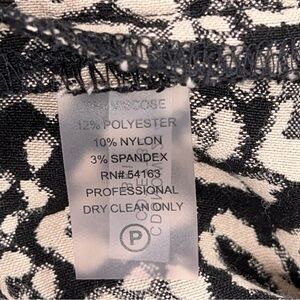 VISCOSE
12% POLYESTER
10% NYLON
3% SPANDEX
RN# 54163
PROFESSIONAL
DRY CLEAN ONLY
P